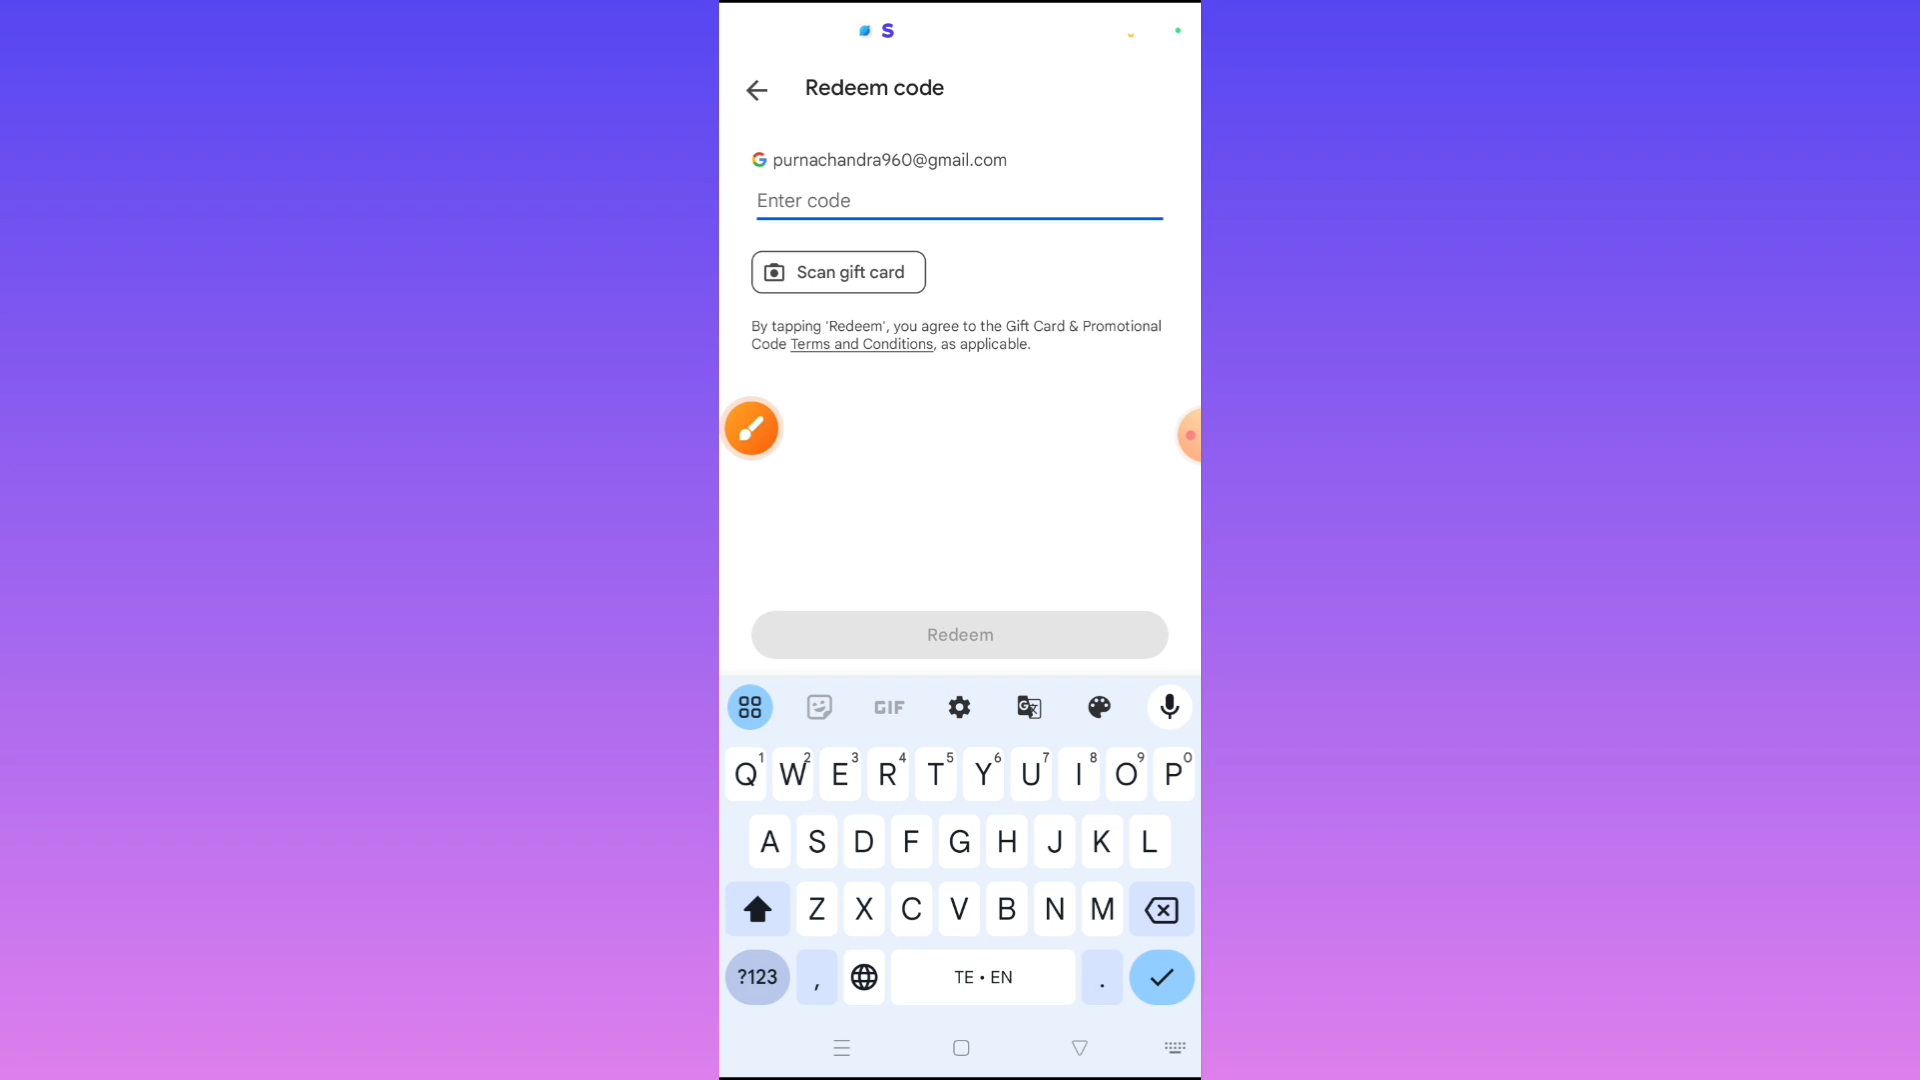 S
Redeem code
G purnachandra960@gmail.com
Enter code
Scan gift card
By tapping 'Redeem', you agree to the Gift Card & Promotional
Code Terms and Conditions, as applicable.
Redeem
GIF
Q1 W2 E3 R4 T5 Y6 U7 I8 O9 P0
A S D F G H J K L
Z X C V B N M
?123 , TE • EN .